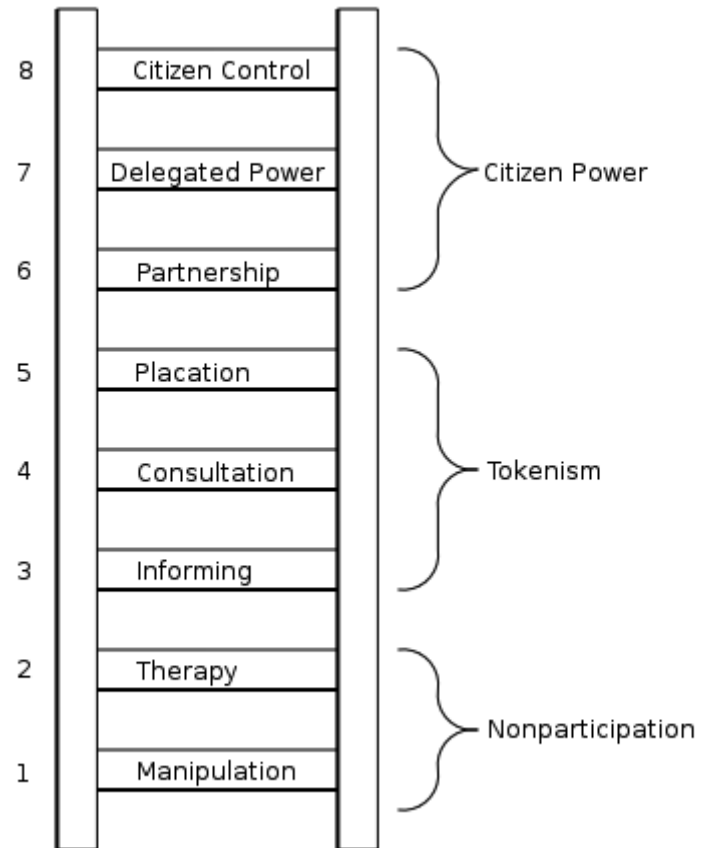 8 Citizen Control
7 Delegated Power Citizen Power
6 Partnership
5 Placation
4 Consultation Tokenism
3 Informing
2 Therapy
Nonparticipation
1 Manipulation